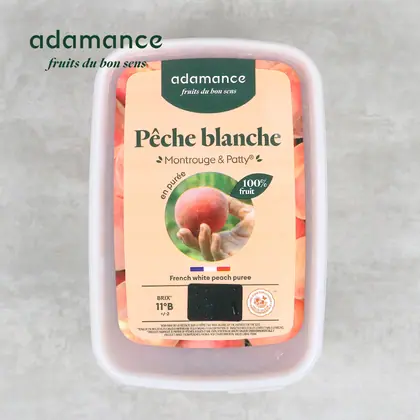 adamance
fruits du bon sens
adamance
fruits du bon sens
Pêche blanche
Montrouge & Patty®
en purée
100%
fruit
French white peach puree
BRIX°
11°B
+/-2